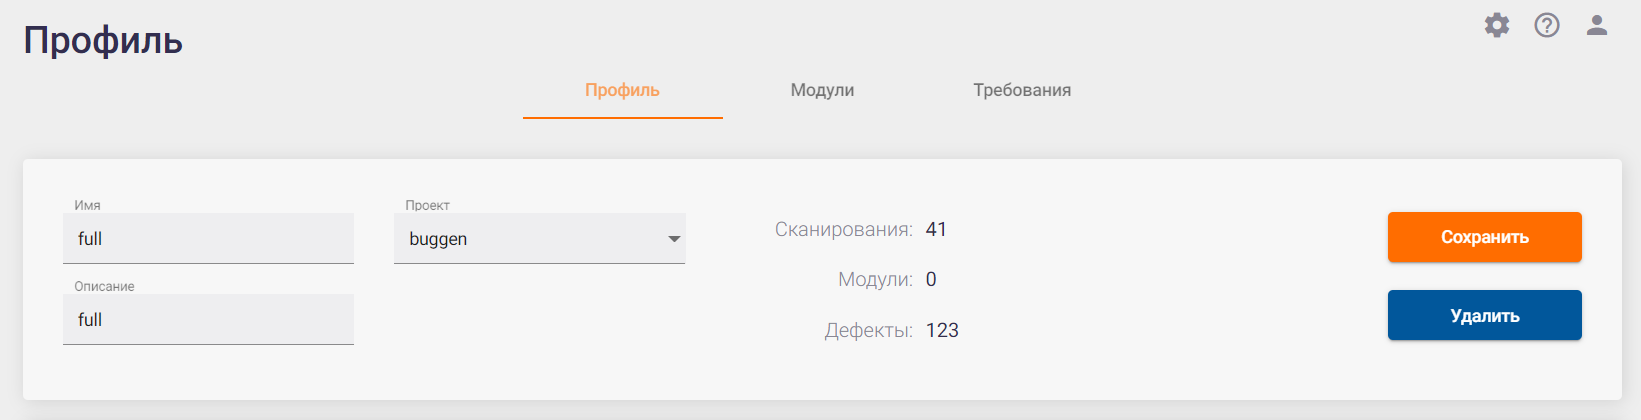 Профиль
Профиль
Модули
Требования
Имя
full
Проект
buggen
Описание
full
Сканирования: 41
Модули: 0
Дефекты: 123
Сохранить
Удалить